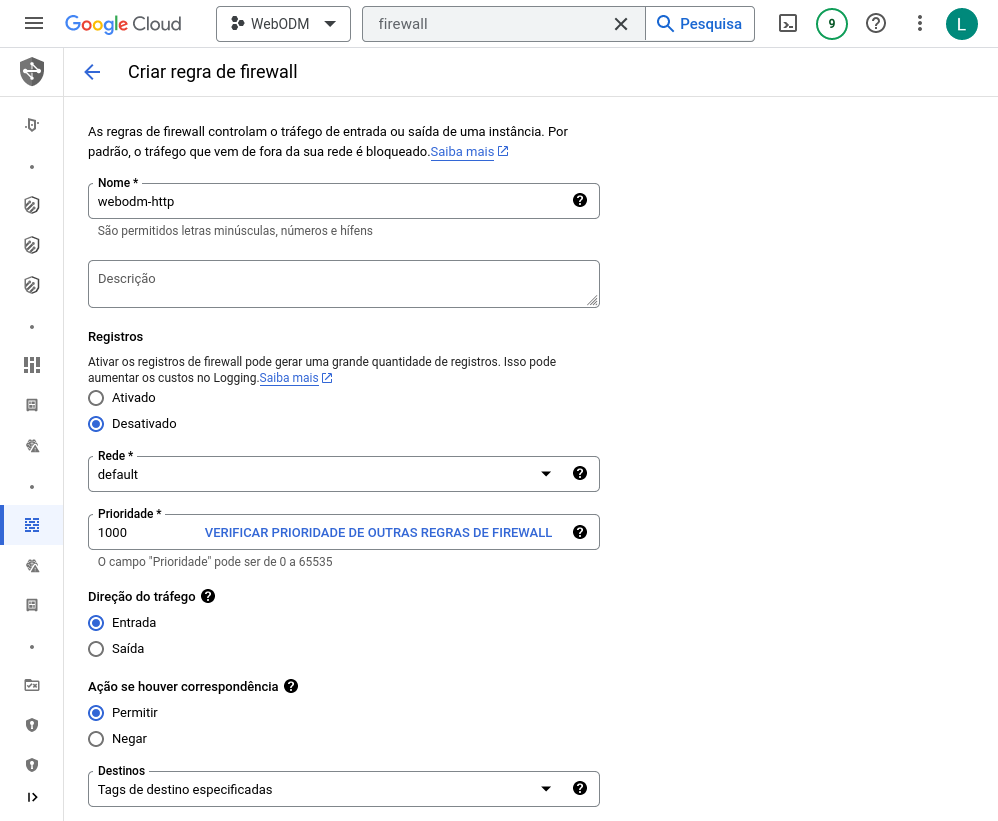 Google Cloud
WebODM
firewall
Pesquisa
9
L
Criar regra de firewall
As regras de firewall controlam o tráfego de entrada ou saída de uma instância. Por
padrão, o tráfego que vem de fora da sua rede é bloqueado.Saiba mais
Nome *
webodm-http
São permitidos letras minúsculas, números e hífens
Descrição
Registros
Ativar os registros de firewall pode gerar uma grande quantidade de registros. Isso pode
aumentar os custos no Logging.Saiba mais
Ativado
Desativado
Rede *
default
Prioridade *
1000
VERIFICAR PRIORIDADE DE OUTRAS REGRAS DE FIREWALL
O campo "Prioridade" pode ser de 0 a 65535
Direção do tráfego
Entrada
Saída
Ação se houver correspondência
Permitir
Negar
Destinos
Tags de destino especificadas